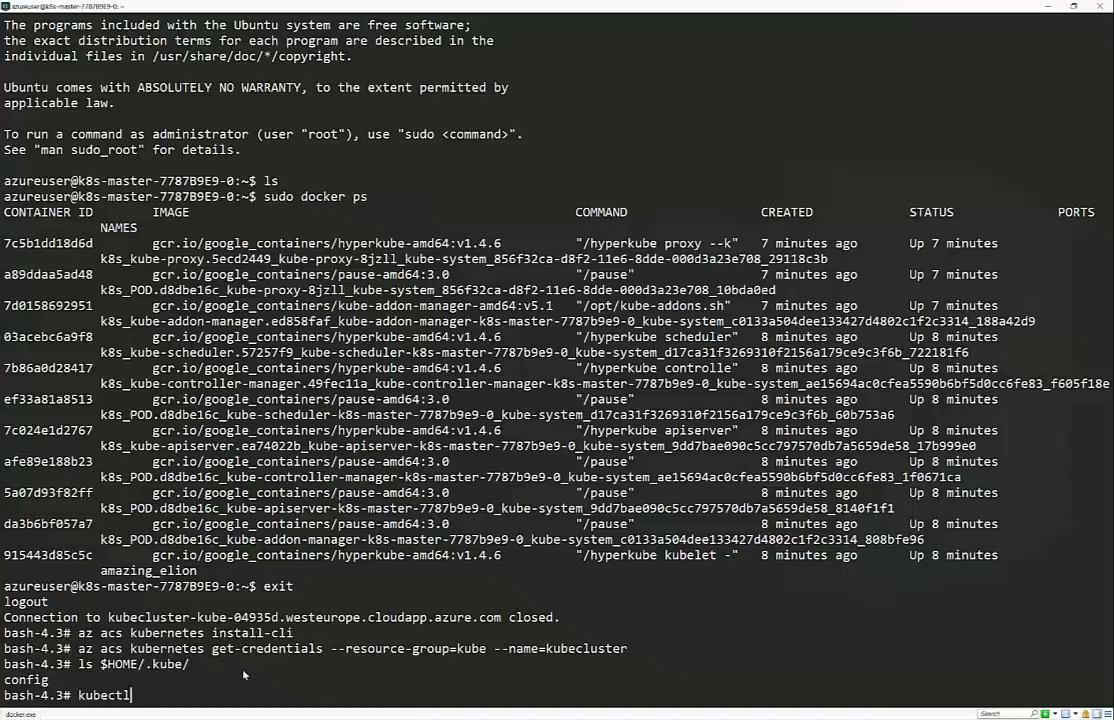 azureuser@k8s-master-7787B9E9-0: ~
The programs included with the Ubuntu system are free software;
the exact distribution terms for each program are described in the
individual files in /usr/share/doc/*/copyright.
Ubuntu comes with ABSOLUTELY NO WARRANTY, to the extent permitted by
applicable law.
To run a command as administrator (user "root"), use "sudo <command>".
See "man sudo_root" for details.
azureuser@k8s-master-7787B9E9-0:~$ ls
azureuser@k8s-master-7787B9E9-0:~$ sudo docker ps
CONTAINER ID IMAGE COMMAND CREATED STATUS PORTS
NAMES
7c5b1dd18d6d gcr.io/google_containers/hyperkube-amd64:v1.4.6 "/hyperkube proxy --k" 7 minutes ago Up 7 minutes
k8s_kube-proxy.5ecd2449_kube-proxy-8jzll_kube-system_856f32ca-d8f2-11e6-8dde-000d3a23e708_29118c3b
a89ddaa5ad48 gcr.io/google_containers/pause-amd64:3.0 "/pause" 7 minutes ago Up 7 minutes
k8s_POD.d8dbe16c_kube-proxy-8jzll_kube-system_856f32ca-d8f2-11e6-8dde-000d3a23e708_10bda0ed
7d0158692951 gcr.io/google_containers/kube-addon-manager-amd64:v5.1 "/opt/kube-addons.sh" 7 minutes ago Up 7 minutes
k8s_kube-addon-manager.ed858faf_kube-addon-manager-k8s-master-7787b9e9-0_kube-system_c0133a504dee133427d4802c1f2c3314_188a42d9
03acebc6a9f8 gcr.io/google_containers/hyperkube-amd64:v1.4.6 "/hyperkube scheduler" 8 minutes ago Up 8 minutes
k8s_kube-scheduler.57257f9_kube-scheduler-k8s-master-7787b9e9-0_kube-system_d17ca31f3269310f2156a179ce9c3f6b_722181f6
7b86a0d28417 gcr.io/google_containers/hyperkube-amd64:v1.4.6 "/hyperkube controlle" 8 minutes ago Up 8 minutes
k8s_kube-controller-manager.49fec11a_kube-controller-manager-k8s-master-7787b9e9-0_kube-system_ae15694ac0cfea5590b6bf5d0cc6fe83_f605f18e
ef33a81a8513 gcr.io/google_containers/pause-amd64:3.0 "/pause" 8 minutes ago Up 8 minutes
k8s_POD.d8dbe16c_kube-scheduler-k8s-master-7787b9e9-0_kube-system_d17ca31f3269310f2156a179ce9c3f6b_60b753a6
7c024e1d2767 gcr.io/google_containers/hyperkube-amd64:v1.4.6 "/hyperkube apiserver" 8 minutes ago Up 8 minutes
k8s_kube-apiserver.ea74022b_kube-apiserver-k8s-master-7787b9e9-0_kube-system_9dd7bae090c5cc797570db7a5659de58_17b999e0
afe89e188b23 gcr.io/google_containers/pause-amd64:3.0 "/pause" 8 minutes ago Up 8 minutes
k8s_POD.d8dbe16c_kube-controller-manager-k8s-master-7787b9e9-0_kube-system_ae15694ac0cfea5590b6bf5d0cc6fe83_1f0671ca
5a07d93f82ff gcr.io/google_containers/pause-amd64:3.0 "/pause" 8 minutes ago Up 8 minutes
k8s_POD.d8dbe16c_kube-apiserver-k8s-master-7787b9e9-0_kube-system_9dd7bae090c5cc797570db7a5659de58_8140f1f1
da3b6bf057a7 gcr.io/google_containers/pause-amd64:3.0 "/pause" 8 minutes ago Up 8 minutes
k8s_POD.d8dbe16c_kube-addon-manager-k8s-master-7787b9e9-0_kube-system_c0133a504dee133427d4802c1f2c3314_808bfe96
915443d85c5c gcr.io/google_containers/hyperkube-amd64:v1.4.6 "/hyperkube kubelet -" 8 minutes ago Up 8 minutes
amazing_elion
azureuser@k8s-master-7787B9E9-0:~$ exit
logout
Connection to kubecluster-kube-04935d.westeurope.cloudapp.azure.com closed.
bash-4.3# az acs kubernetes install-cli
bash-4.3# az acs kubernetes get-credentials --resource-group=kube --name=kubecluster
bash-4.3# ls $HOME/.kube/
config
bash-4.3# kubectl
docker.exe Search